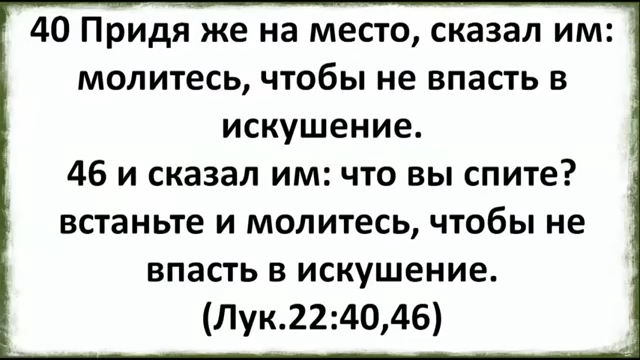 40 Придя же на место, сказал им:
молитесь, чтобы не впасть в
искушение.
46 и сказал им: что вы спите?
встаньте и молитесь, чтобы не
впасть в искушение.
(Лук.22:40,46)